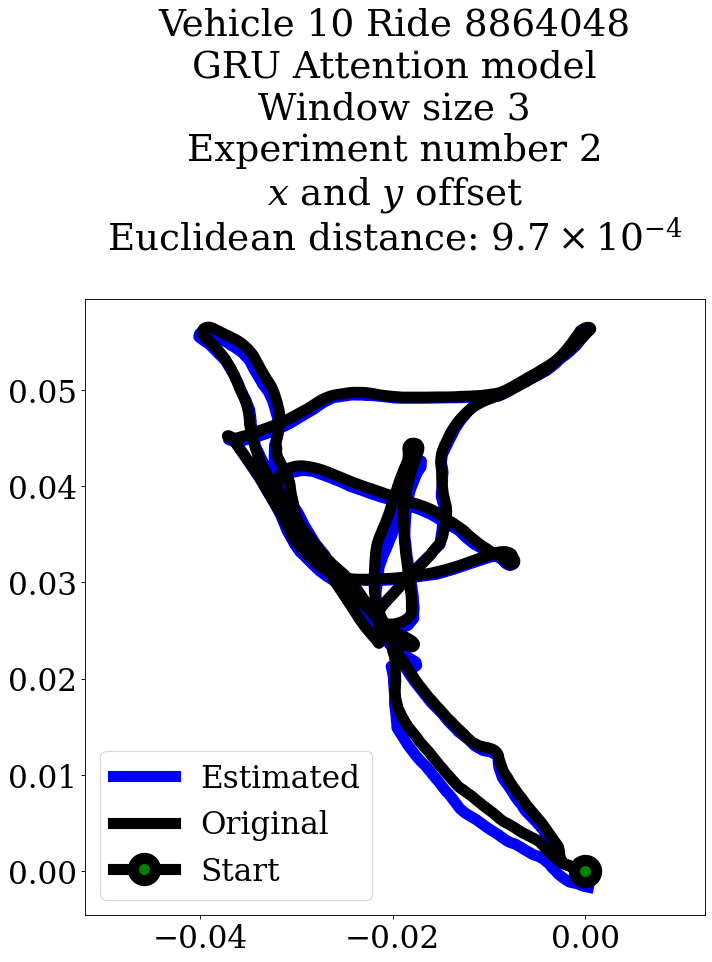 Vehicle 10 Ride 8864048
GRU Attention model
Window size 3
Experiment number 2
x and y offset
Euclidean distance: 9.7 × 10⁻⁴
0.05
0.04
0.03
0.02
0.01
0.00
Estimated
Original
Start
−0.04 −0.02 0.00